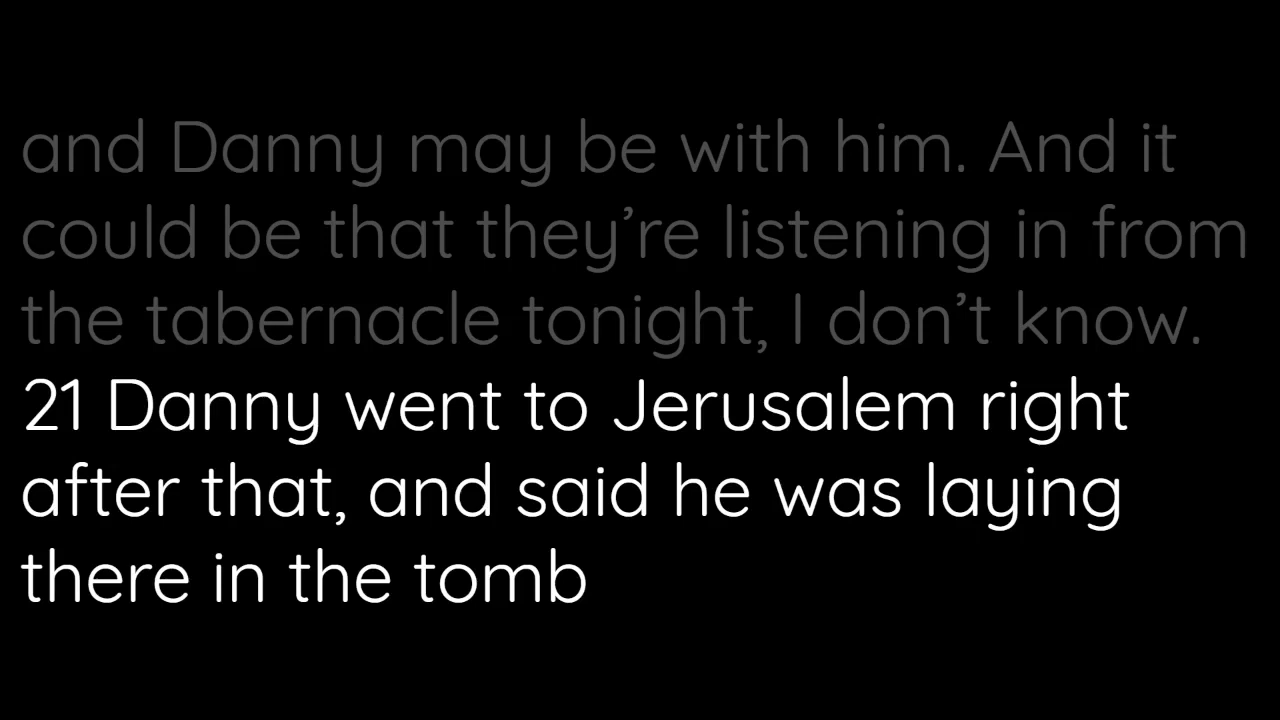 and Danny may be with him. And it
could be that they’re listening in from
the tabernacle tonight, I don’t know.
21 Danny went to Jerusalem right
after that, and said he was laying
there in the tomb